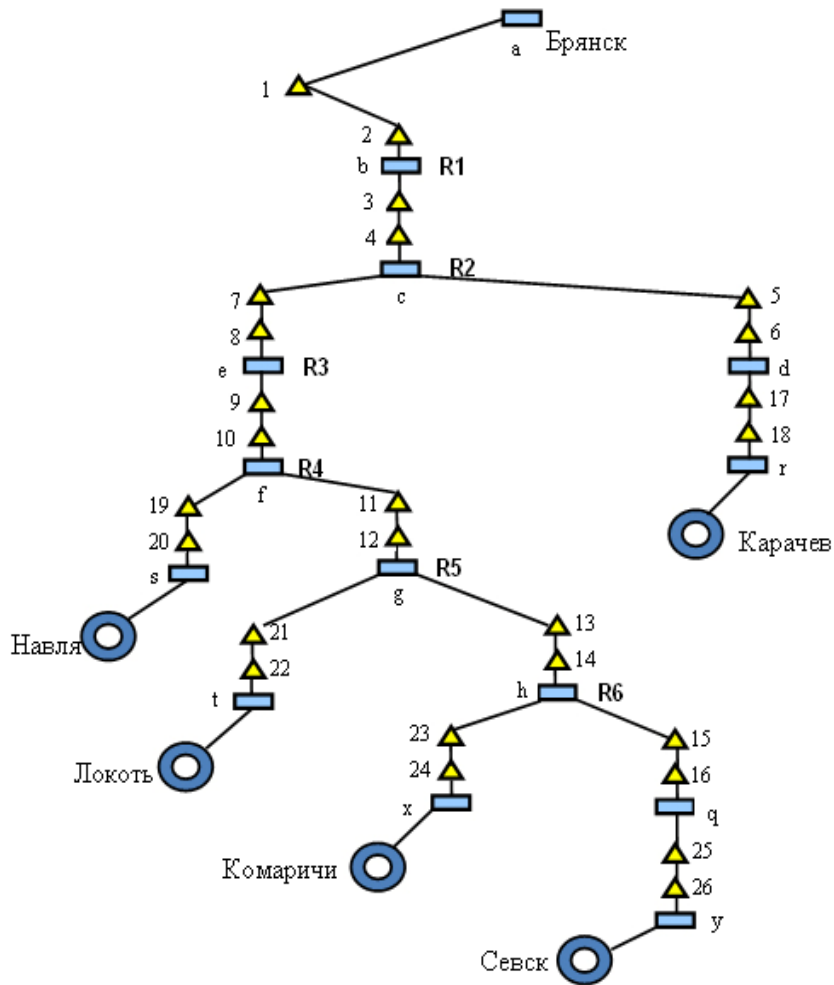 a Брянск
1
2
b R1
3
4
R2
c
7 5
8 6
e R3 d
9 17
10 18
R4 r
f
19 11
20 12
s R5
g
Карачев
21 13
Навля
22 14
t h R6
23 15
24 16
Локоть
x q
25
Комаричи
26
y
Севск